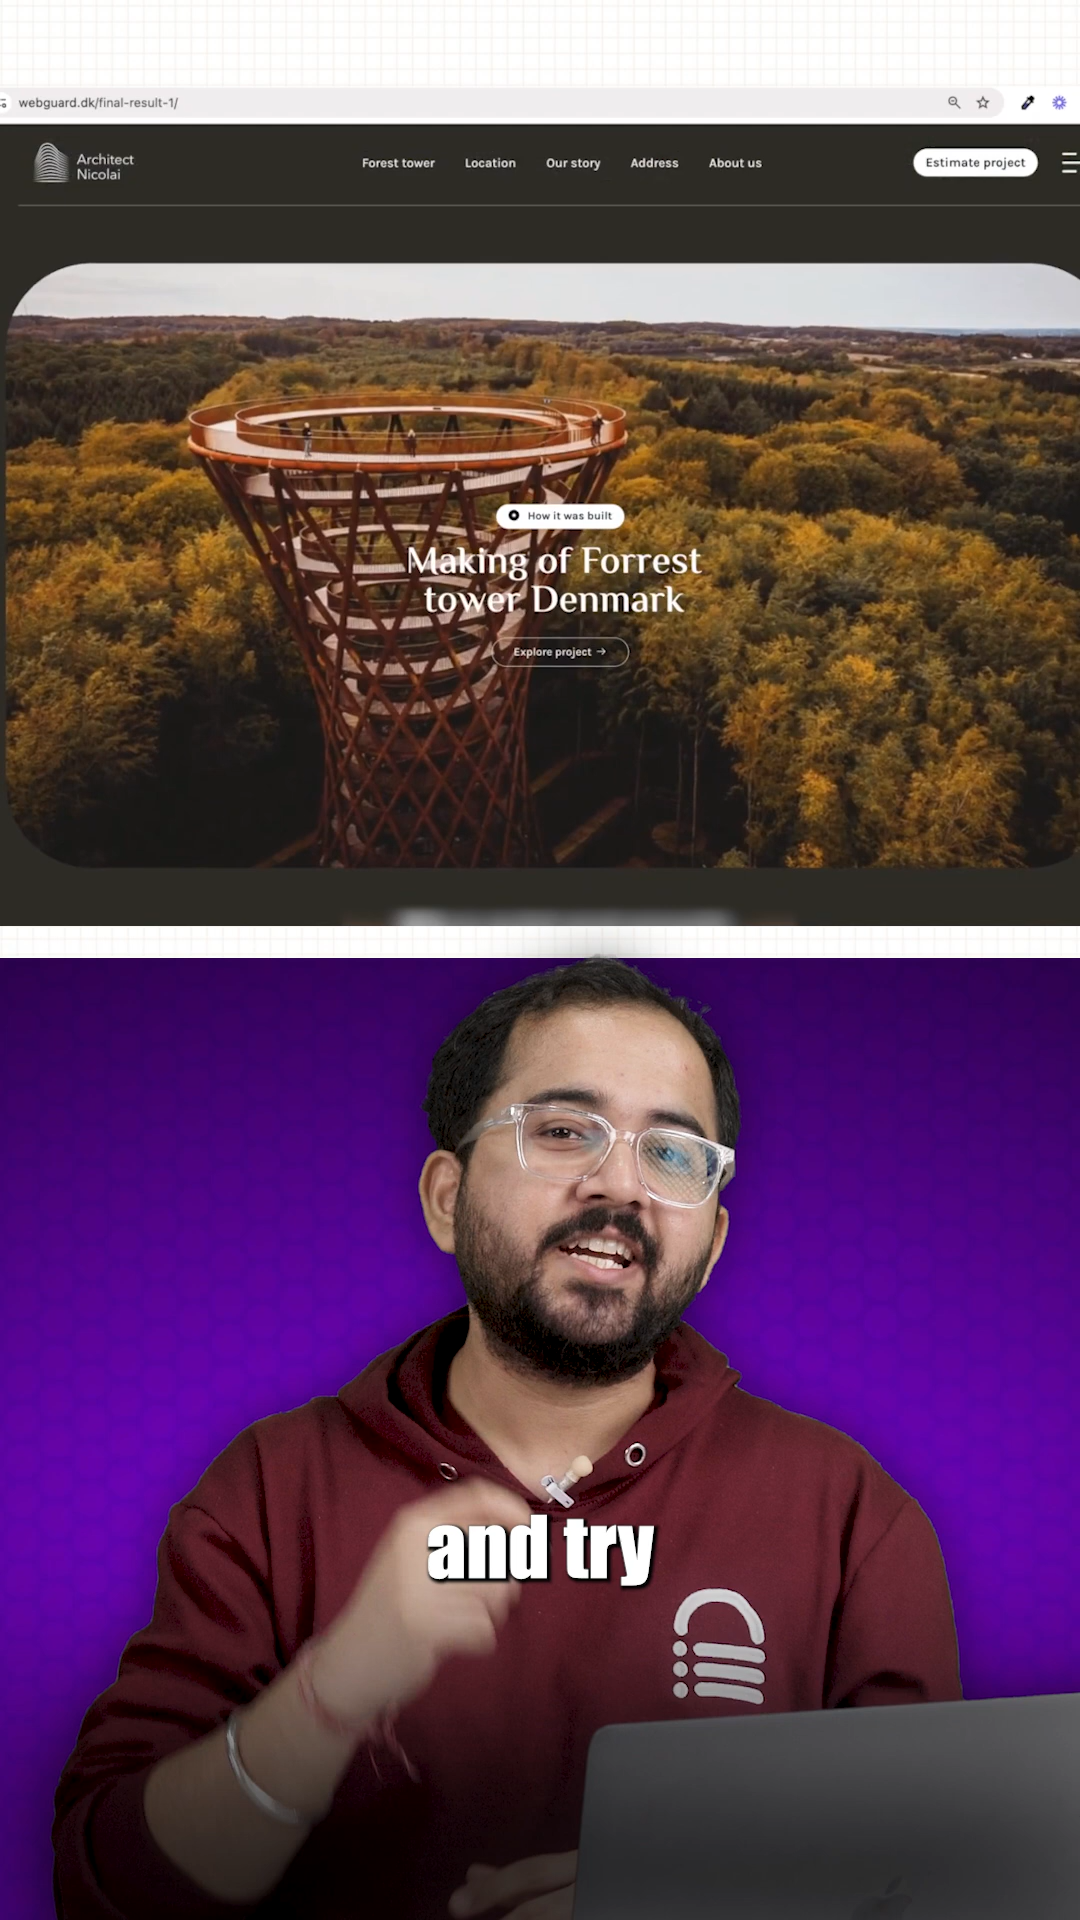 webguard.dk/final-result-1/
Architect
Nicolai
Forest tower
Location
Our story
Address
About us
Estimate project
How it was built
Making of Forrest
tower Denmark
Explore project →
and try